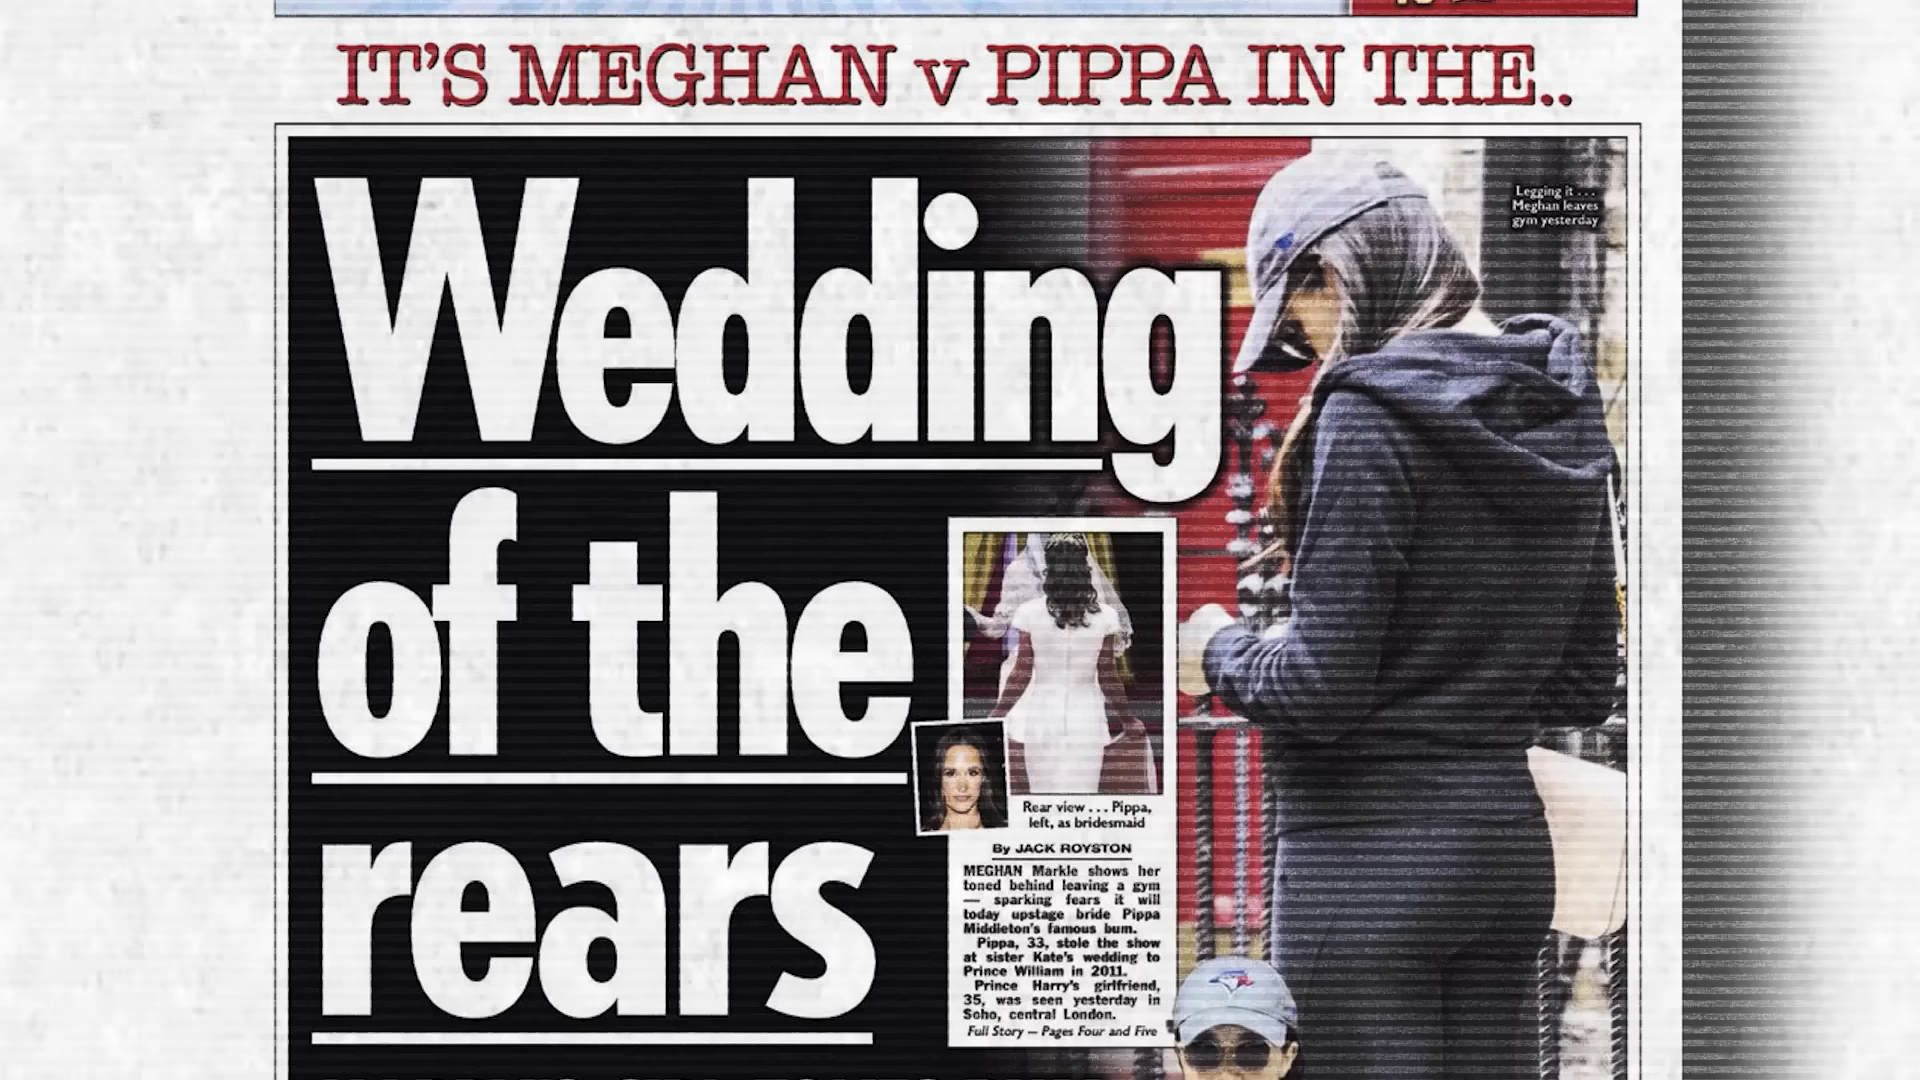 IT'S MEGHAN v PIPPA IN THE..
Wedding
of the
rears
Legging it . . .
Meghan leaves
gym yesterday
Rear view . . . Pippa,
left, as bridesmaid
By JACK ROYSTON
MEGHAN Markle shows her
toned behind leaving a gym
— sparking fears it will
today upstage bride Pippa
Middleton's famous bum.
Pippa, 33, stole the show
at sister Kate's wedding to
Prince William in 2011.
Prince Harry's girlfriend,
35, was seen yesterday in
Soho, central London.
Full Story — Pages Four and Five